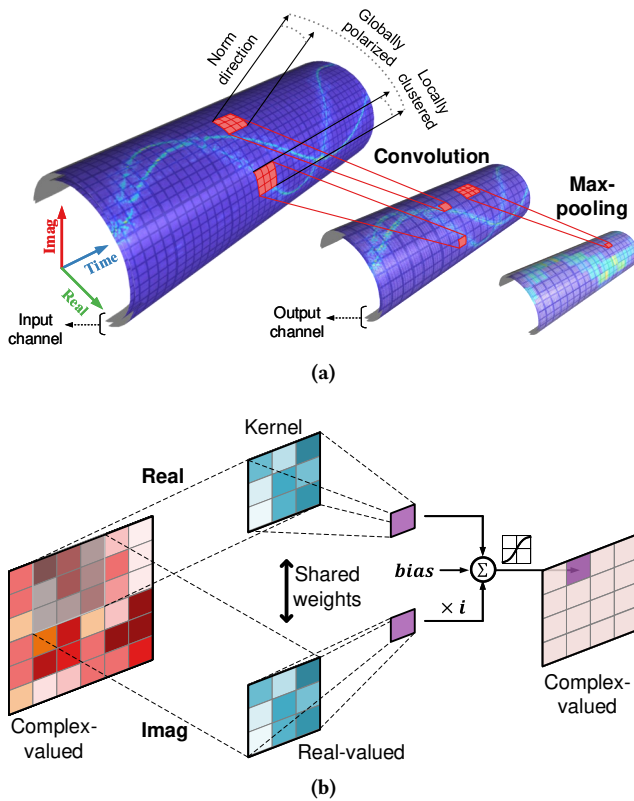 Norm
direction
Globally
polarized
Locally
clustered
Convolution
Max-
pooling
Imag
Time
Real
Input
channel
Output
channel
(a)
Kernel
Real
Shared
weights
bias
Σ
× i
Complex-
valued
Imag
Real-valued
Complex-
valued
(b)